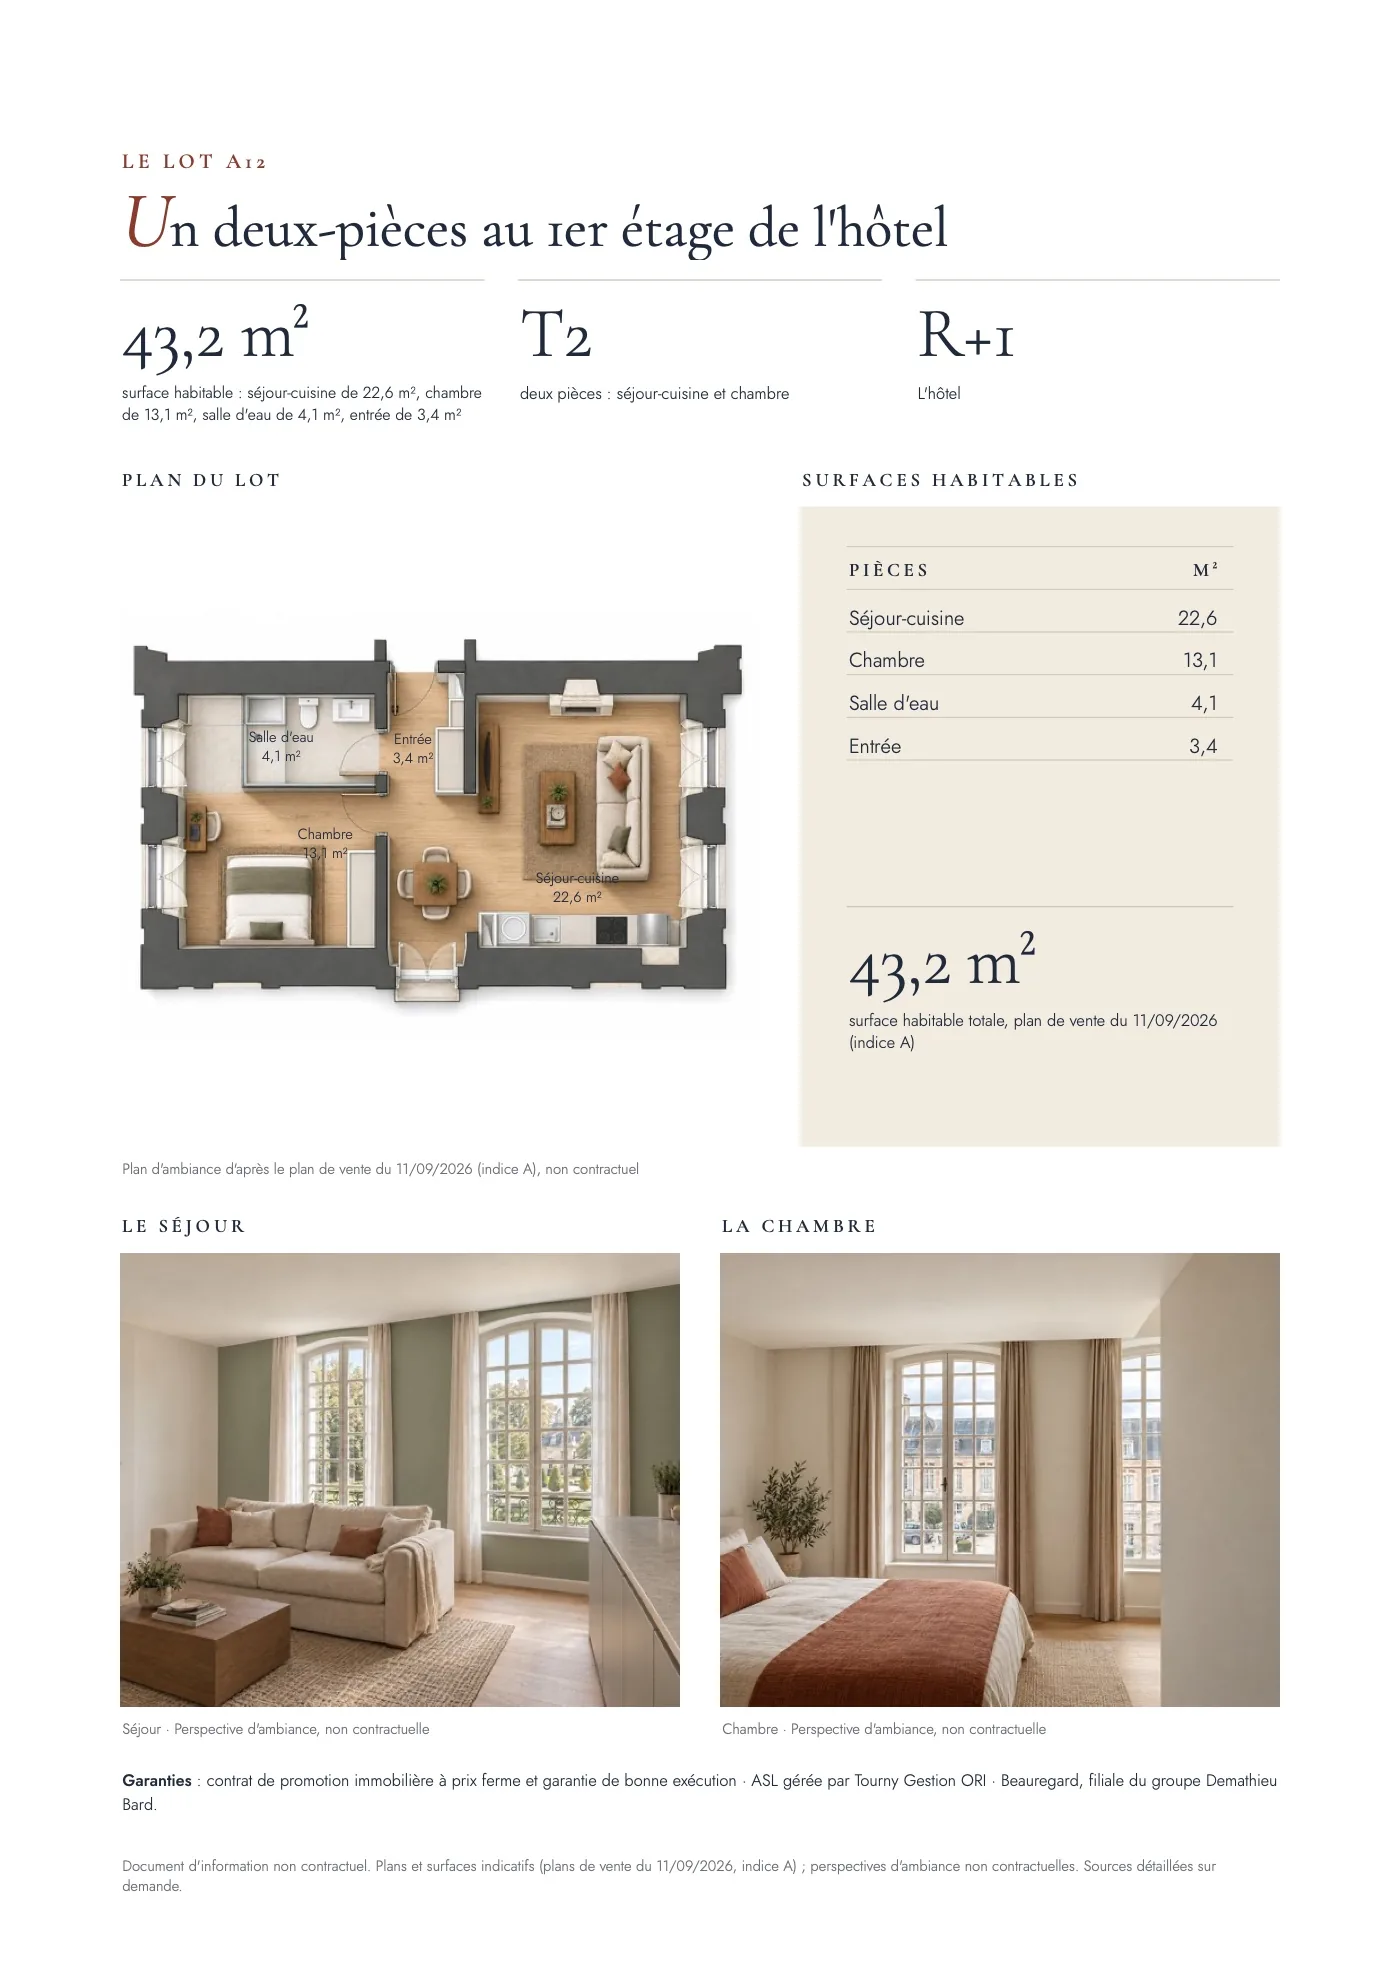 LE LOT A12
Un deux-pièces au 1er étage de l'hôtel
43,2 m²
surface habitable : séjour-cuisine de 22,6 m², chambre
de 13,1 m², salle d'eau de 4,1 m², entrée de 3,4 m²
T2
deux pièces : séjour-cuisine et chambre
R+1
L'hôtel
PLAN DU LOT
Salle d'eau
4,1 m²
Entrée
3,4 m²
Chambre
13,1 m²
Séjour-cuisine
22,6 m²
Plan d'ambiance d'après le plan de vente du 11/09/2026 (indice A), non contractuel
SURFACES HABITABLES
PIÈCES M²
Séjour-cuisine 22,6
Chambre 13,1
Salle d'eau 4,1
Entrée 3,4
43,2 m²
surface habitable totale, plan de vente du 11/09/2026
(indice A)
LE SÉJOUR
Séjour · Perspective d'ambiance, non contractuelle
LA CHAMBRE
Chambre · Perspective d'ambiance, non contractuelle
Garanties : contrat de promotion immobilière à prix ferme et garantie de bonne exécution · ASL gérée par Tourny Gestion ORI · Beauregard, filiale du groupe Demathieu
Bard.
Document d'information non contractuel. Plans et surfaces indicatifs (plans de vente du 11/09/2026, indice A) ; perspectives d'ambiance non contractuelles. Sources détaillées sur
demande.